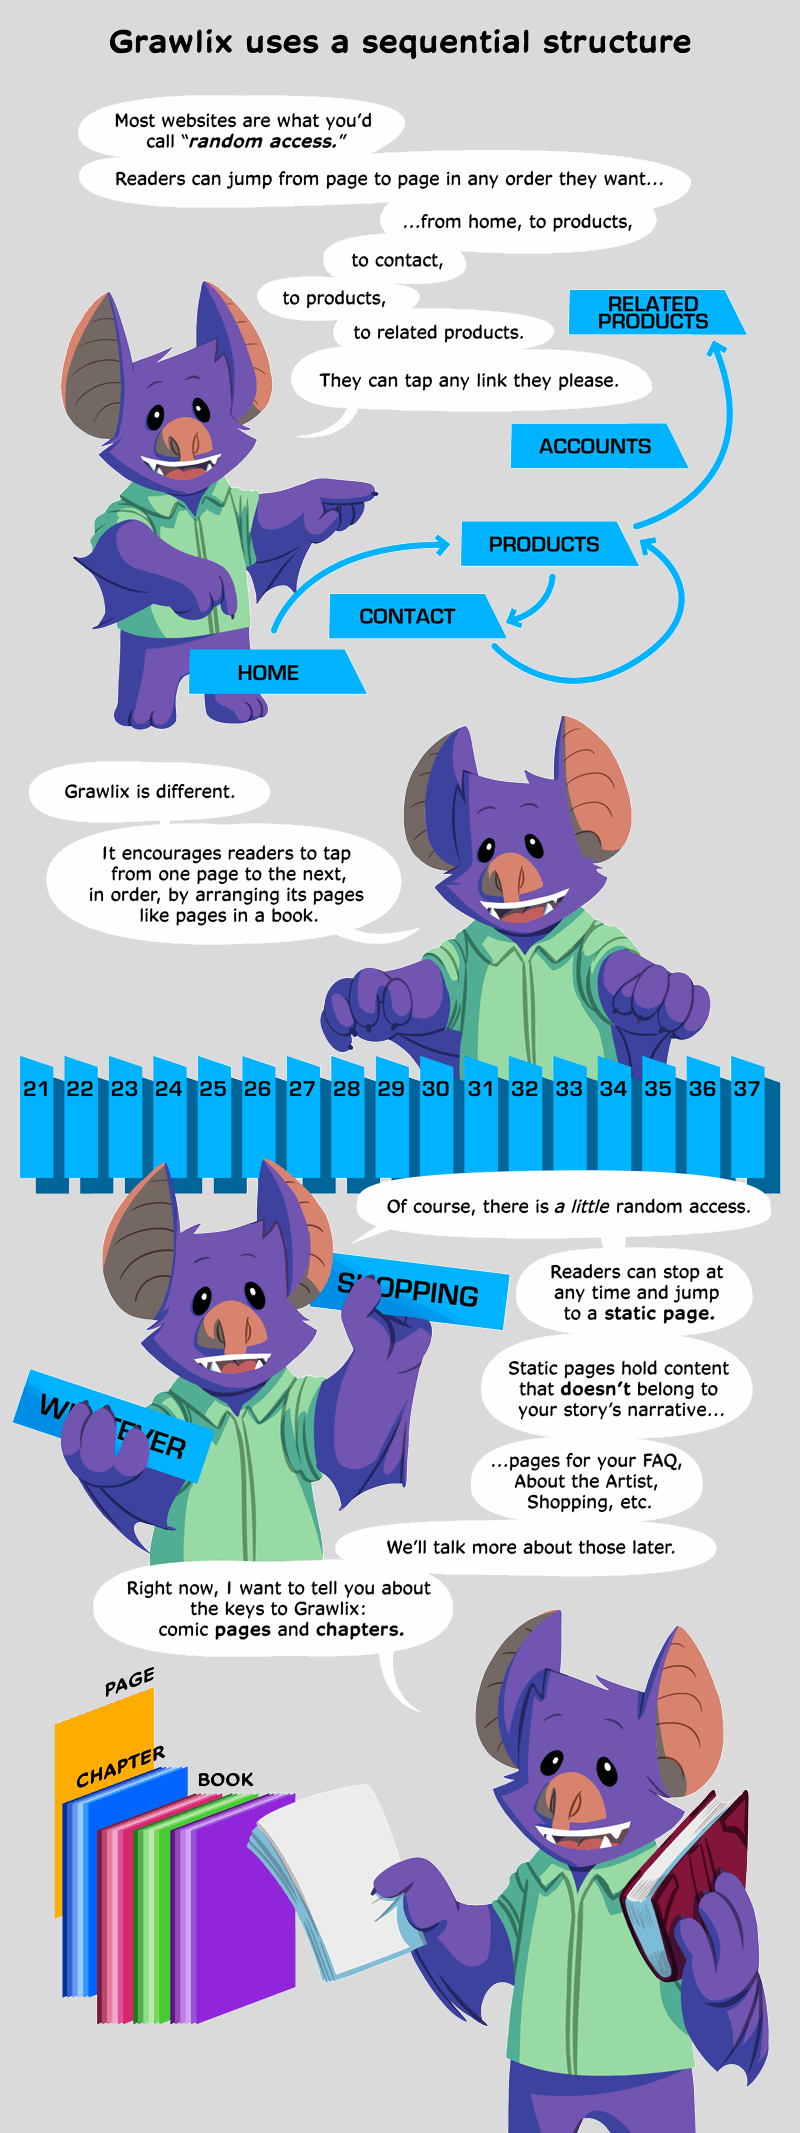 Grawlix uses a sequential structure
Most websites are what you'd
call "random access."
Readers can jump from page to page in any order they want...
...from home, to products,
to contact,
to products,
to related products.
They can tap any link they please.
RELATED
PRODUCTS
ACCOUNTS
PRODUCTS
CONTACT
HOME
Grawlix is different.
It encourages readers to tap
from one page to the next,
in order, by arranging its pages
like pages in a book.
21 22 23 24 25 26 27 28 29 30 31 32 33 34 35 36 37
Of course, there is a little random access.
SHOPPING
Readers can stop at
any time and jump
to a static page.
WHATEVER
Static pages hold content
that doesn't belong to
your story's narrative...
...pages for your FAQ,
About the Artist,
Shopping, etc.
We'll talk more about those later.
Right now, I want to tell you about
the keys to Grawlix:
comic pages and chapters.
PAGE
CHAPTER
BOOK